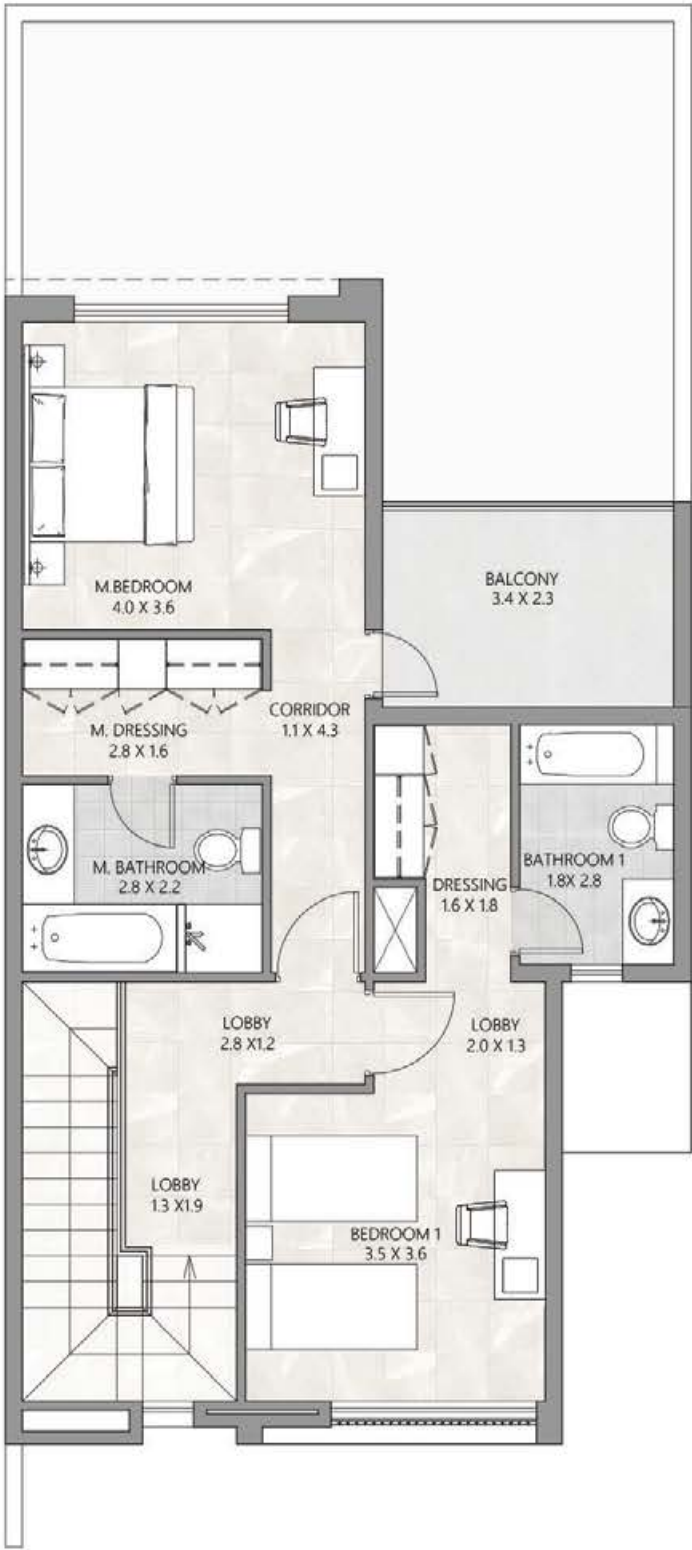 M.BEDROOM
4.0 X 3.6
BALCONY
3.4 X 2.3
CORRIDOR
1.1 X 4.3
M. DRESSING
2.8 X 1.6
M. BATHROOM
2.8 X 2.2
BATHROOM 1
1.8X 2.8
DRESSING
1.6 X 1.8
LOBBY
2.8 X1.2
LOBBY
2.0 X 1.3
LOBBY
1.3 X1.9
BEDROOM 1
3.5 X 3.6